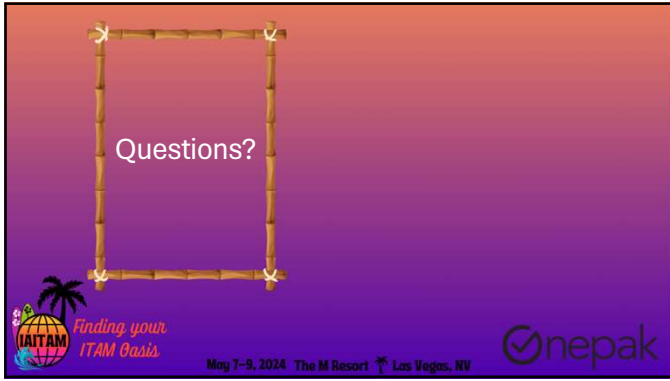 Questions?
IAITAM
Finding your
ITAM Oasis
May 7-9, 2024 The M Resort Las Vegas, NV
Onepak